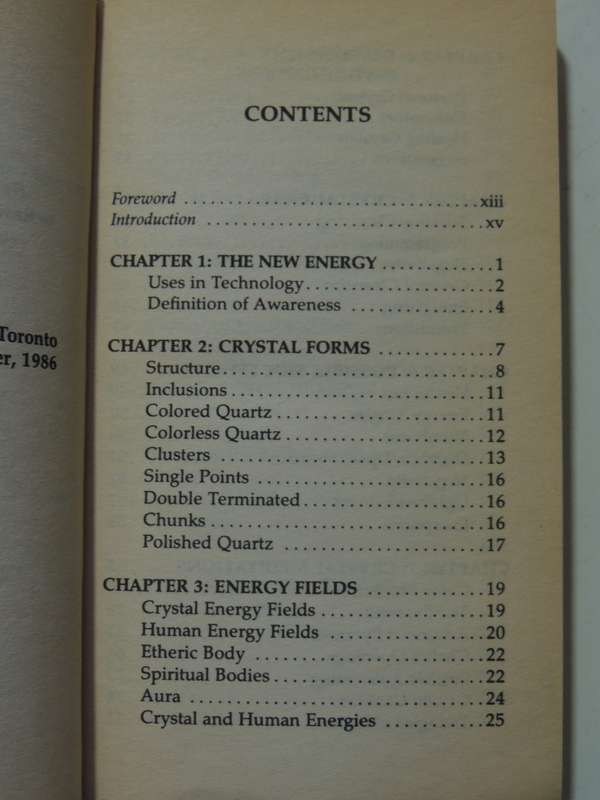 Toronto
er, 1986
CONTENTS
Foreword ................................ xiii
Introduction .............................. xv
CHAPTER 1: THE NEW ENERGY ............ 1
Uses in Technology ..................... 2
Definition of Awareness ................ 4
CHAPTER 2: CRYSTAL FORMS ............. 7
Structure .............................. 8
Inclusions ............................ 11
Colored Quartz ........................ 11
Colorless Quartz ...................... 12
Clusters .............................. 13
Single Points ......................... 16
Double Terminated ..................... 16
Chunks ................................ 16
Polished Quartz ....................... 17
CHAPTER 3: ENERGY FIELDS ............. 19
Crystal Energy Fields ................. 19
Human Energy Fields ................... 20
Etheric Body .......................... 22
Spiritual Bodies ...................... 22
Aura .................................. 24
Crystal and Human Energies ............ 25